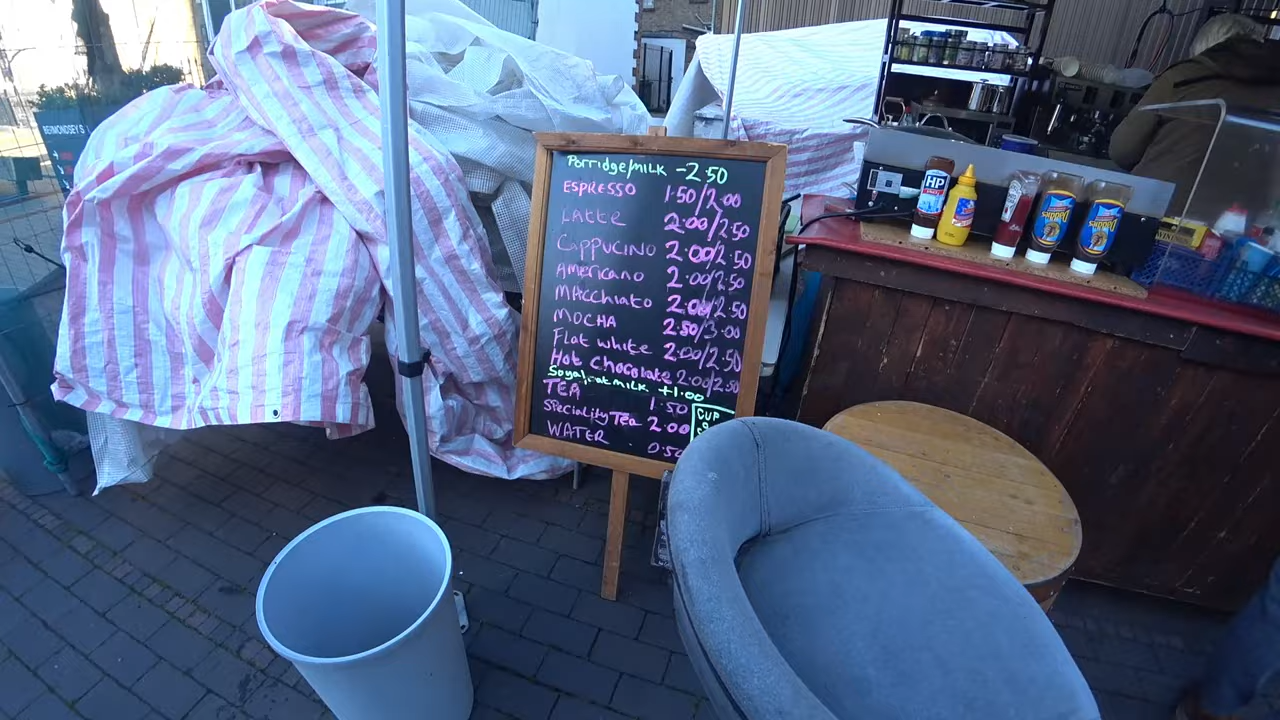 BERMONDSEY S
Porridge/MILK -2.50
ESPRESSO 1.50/2.00
LATTE 2.00/2.50
CAPPUCINO 2.00/2.50
AMERICANO 2.00/2.50
MACCHIATO 2.00/2.50
MOCHA 2.50/3.00
Flat white 2.00/2.50
Hot Chocolate 2.00/2.50
Soya/oat MILK +1.00
TEA 1.50
SPECIALITY Tea 2.00
WATER 0.50
CUP
HP
Daddies
Daddies